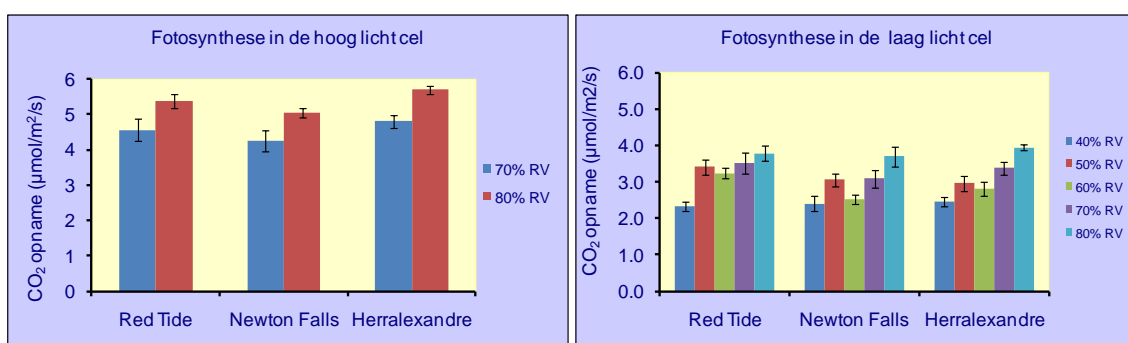 Fotosynthese in de hoog licht cel
CO₂ opname (µmol/m²/s)
6
5
4
3
2
1
0
Red Tide Newton Falls Herralexandre
70% RV
80% RV
Fotosynthese in de laag licht cel
CO₂ opname (µmol/m2/s)
6.0
5.0
4.0
3.0
2.0
1.0
0.0
Red Tide Newton Falls Herralexandre
40% RV
50% RV
60% RV
70% RV
80% RV